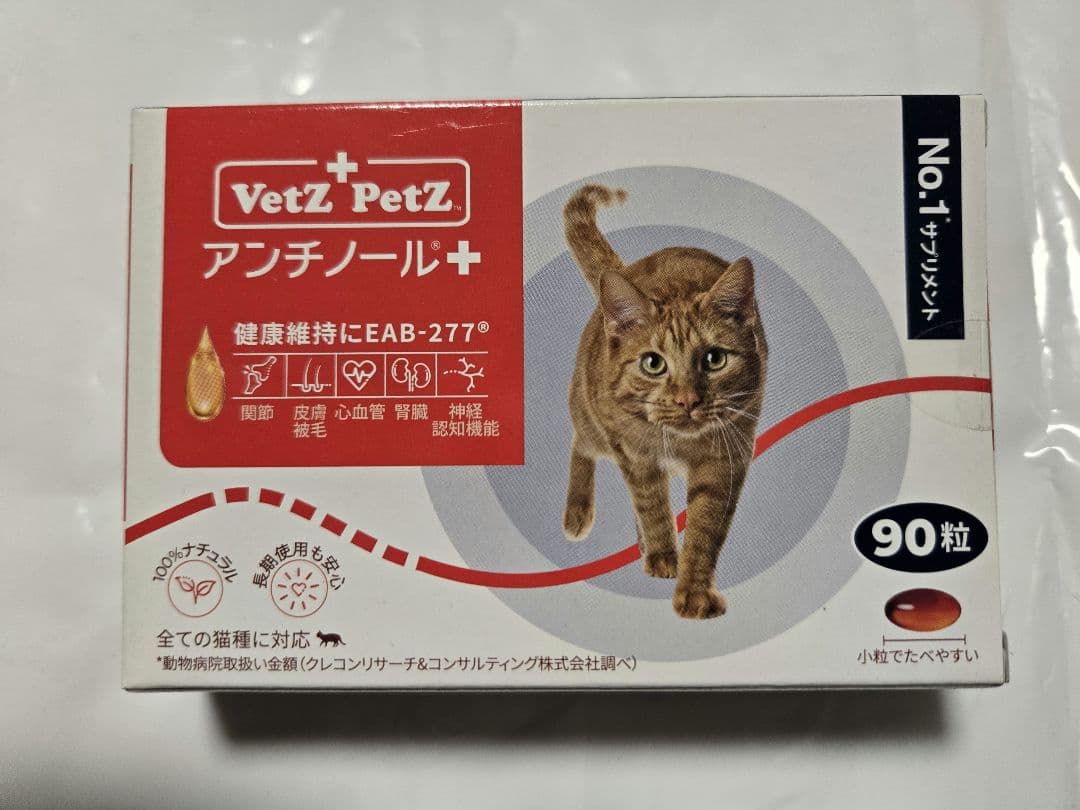 VetZ PetZ™
アンチノール®+
健康維持にEAB-277®
関節
皮膚
被毛
心血管
腎臓
神経
認知機能
No.1*サプリメント
90粒
小粒でたべやすい
100%ナチュラル
長期使用も安心
全ての猫種に対応
*動物病院取扱い金額(クレコンリサーチ&コンサルティング株式会社調べ)